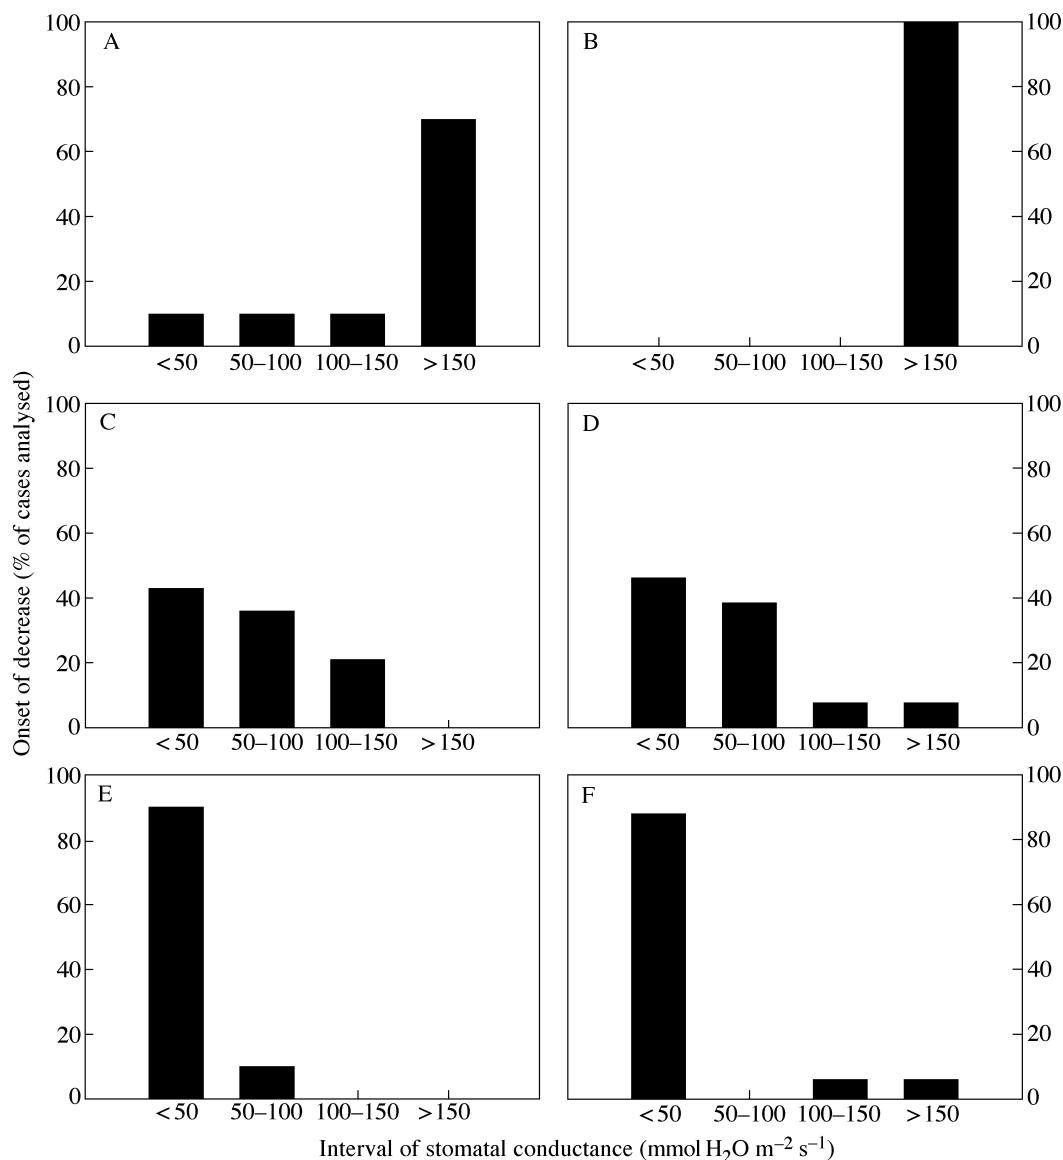 100 A B 100
80 80
60 60
40 40
20 20
0 0
<50 50–100 100–150 >150 <50 50–100 100–150 >150
Onset of decrease (% of cases analysed)
100 C D 100
80 80
60 60
40 40
20 20
0 0
<50 50–100 100–150 >150 <50 50–100 100–150 >150
100 E F 100
80 80
60 60
40 40
20 20
0 0
<50 50–100 100–150 >150 <50 50–100 100–150 >150
Interval of stomatal conductance (mmol H₂O m⁻² s⁻¹)